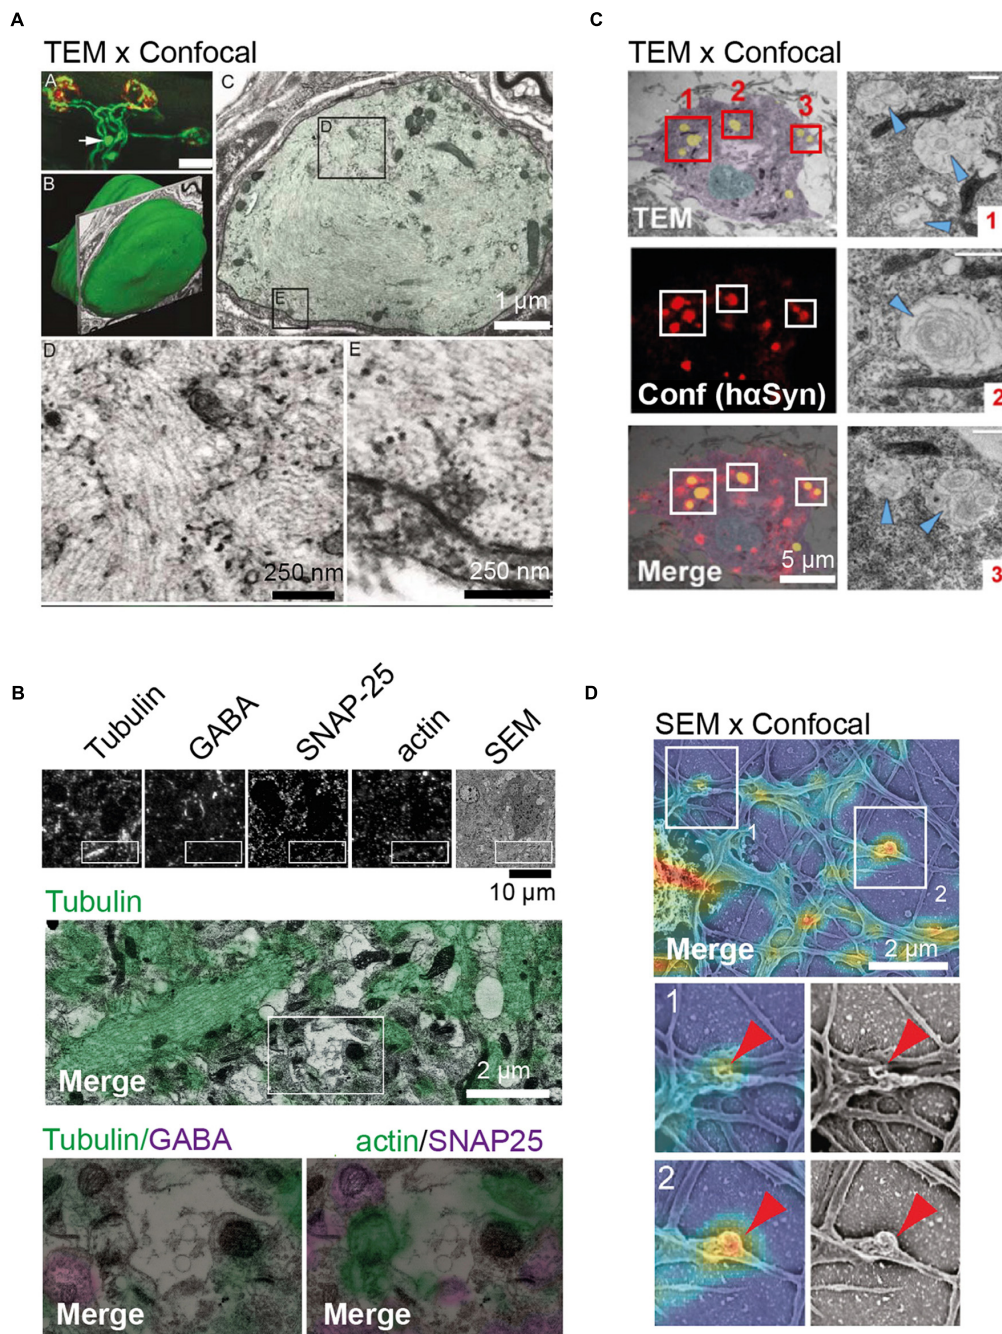 A
TEM x Confocal
A
B
C
D
E
1 µm
D
250 nm
E
250 nm
C
TEM x Confocal
1
2
3
TEM
1
Conf (hαSyn)
2
Merge
5 µm
3
B
Tubulin
GABA
SNAP-25
actin
SEM
10 µm
Tubulin
Merge
2 µm
Tubulin/GABA
actin/SNAP25
Merge
Merge
D
SEM x Confocal
1
2
Merge
2 µm
1
2